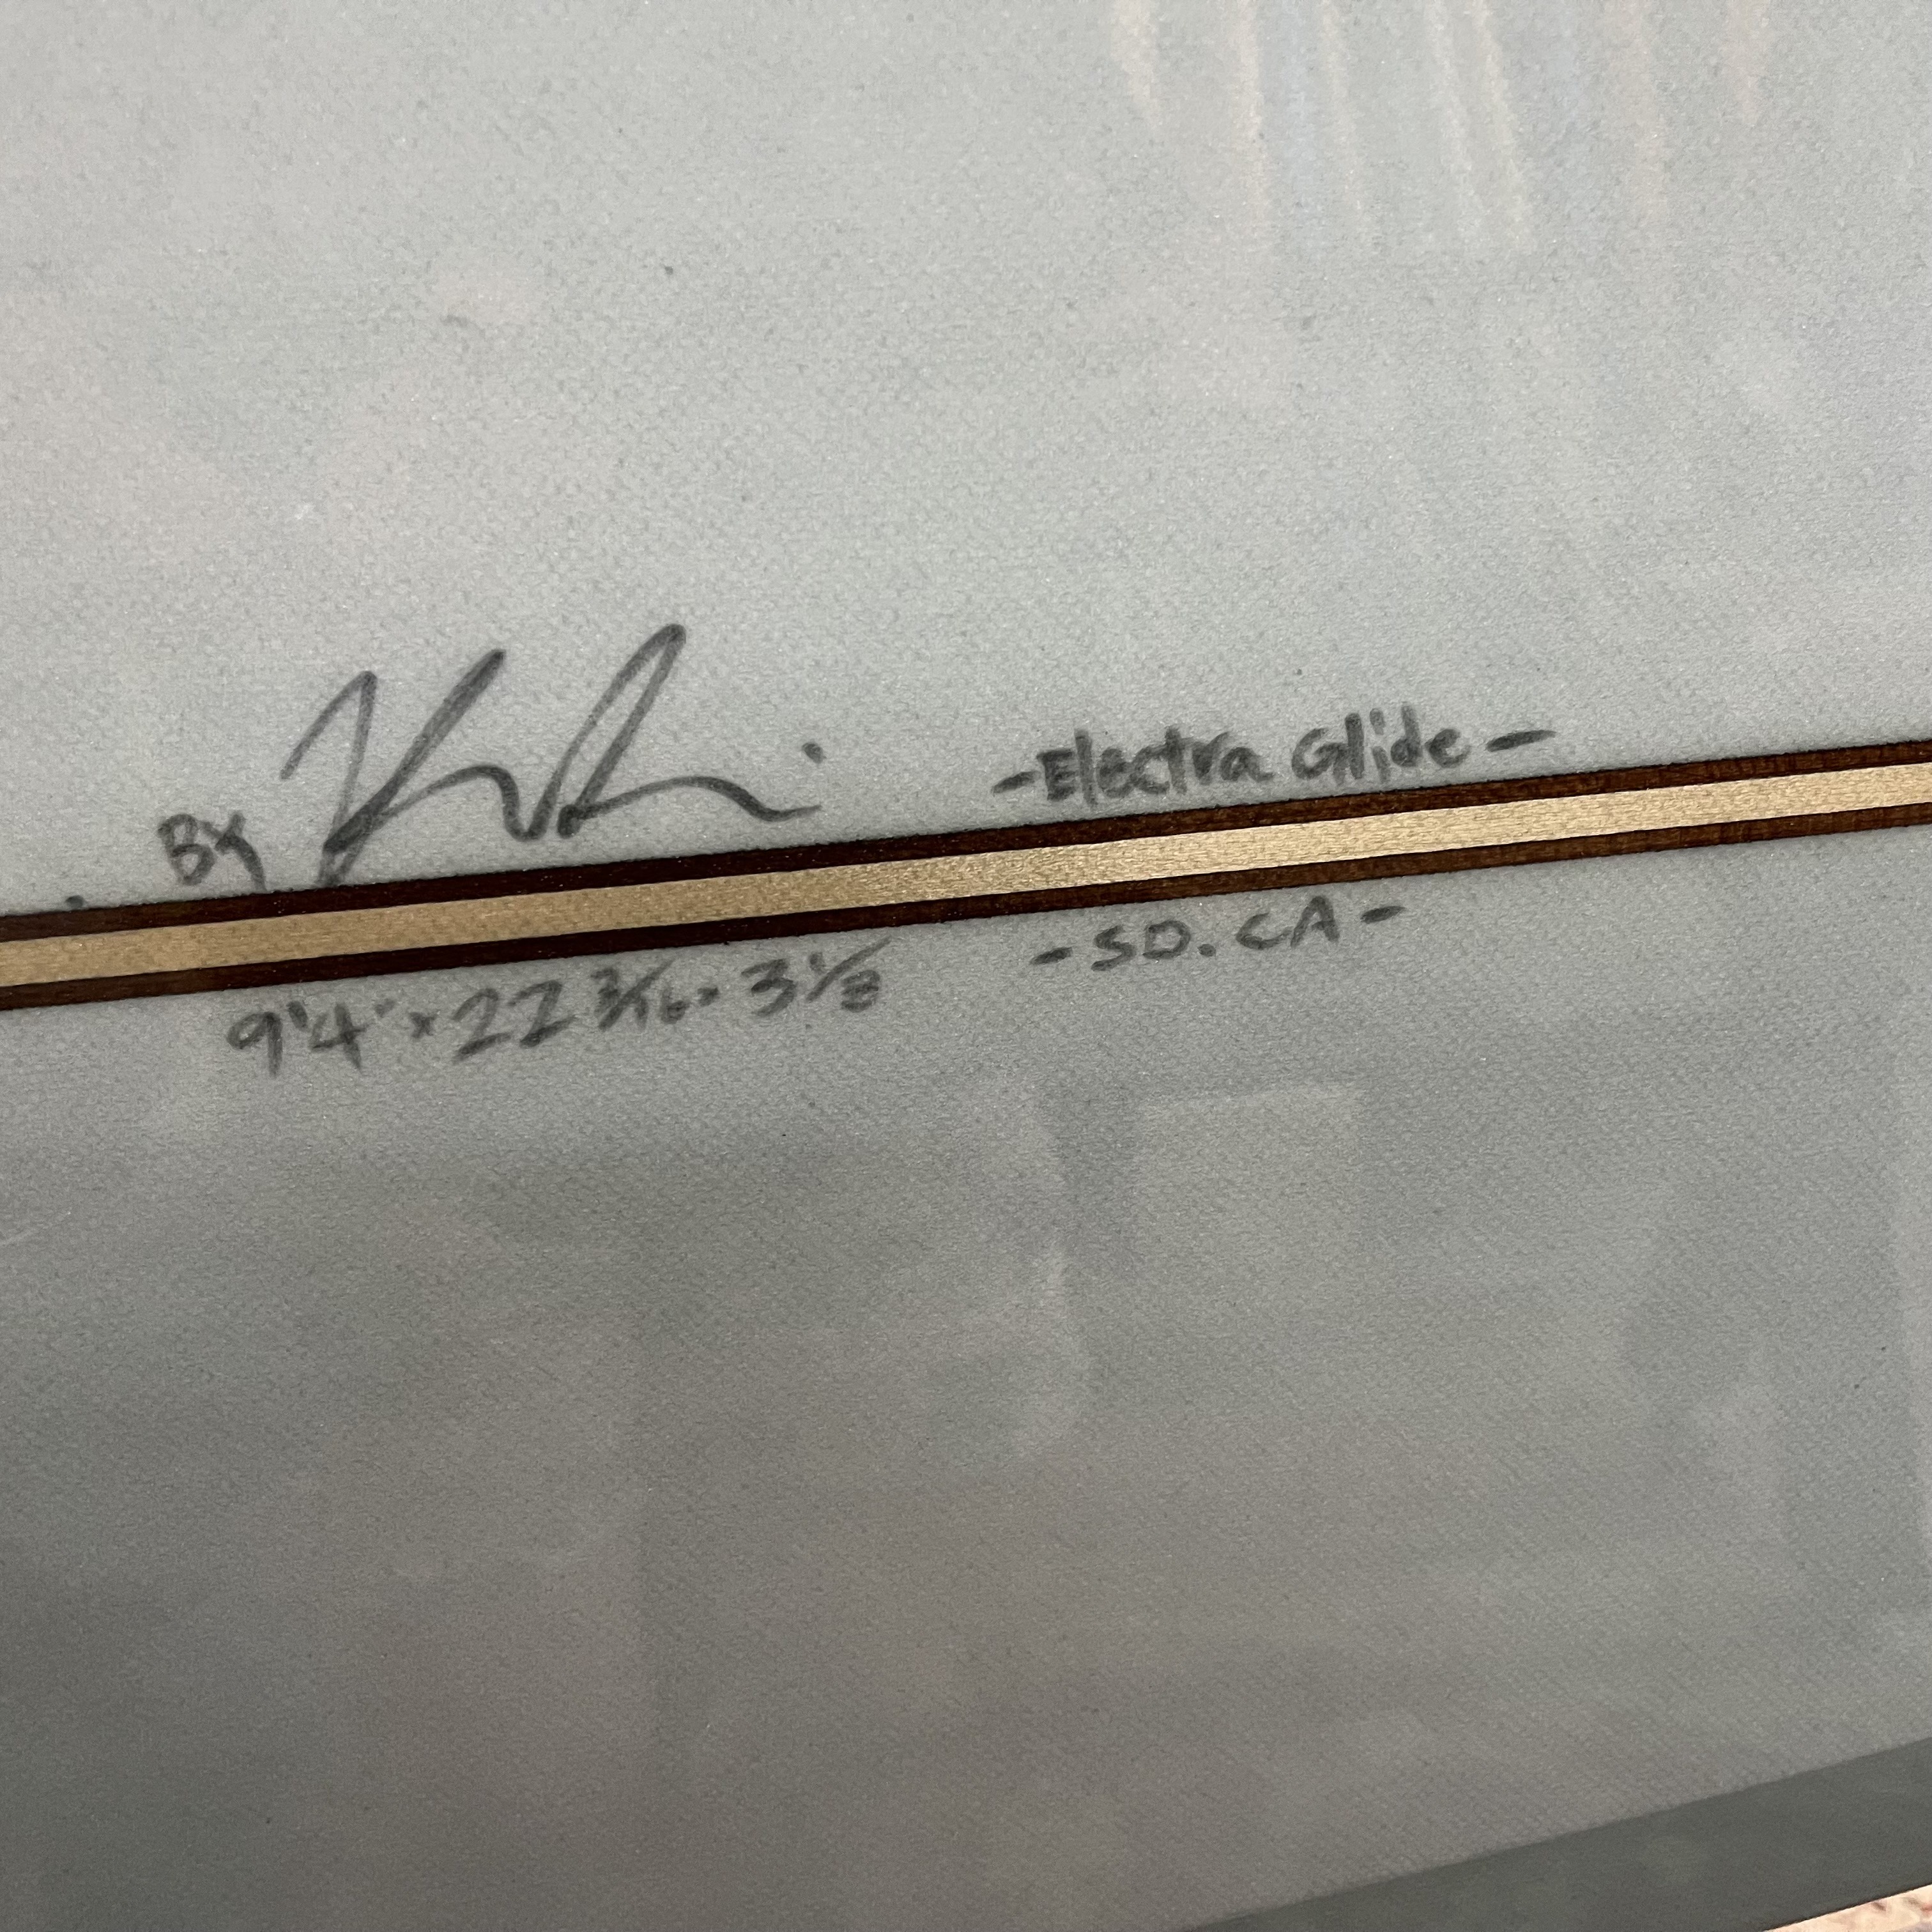 By
-Electra Glide-
9'4" x 22 3/16 · 3 1/8
-SD. CA-